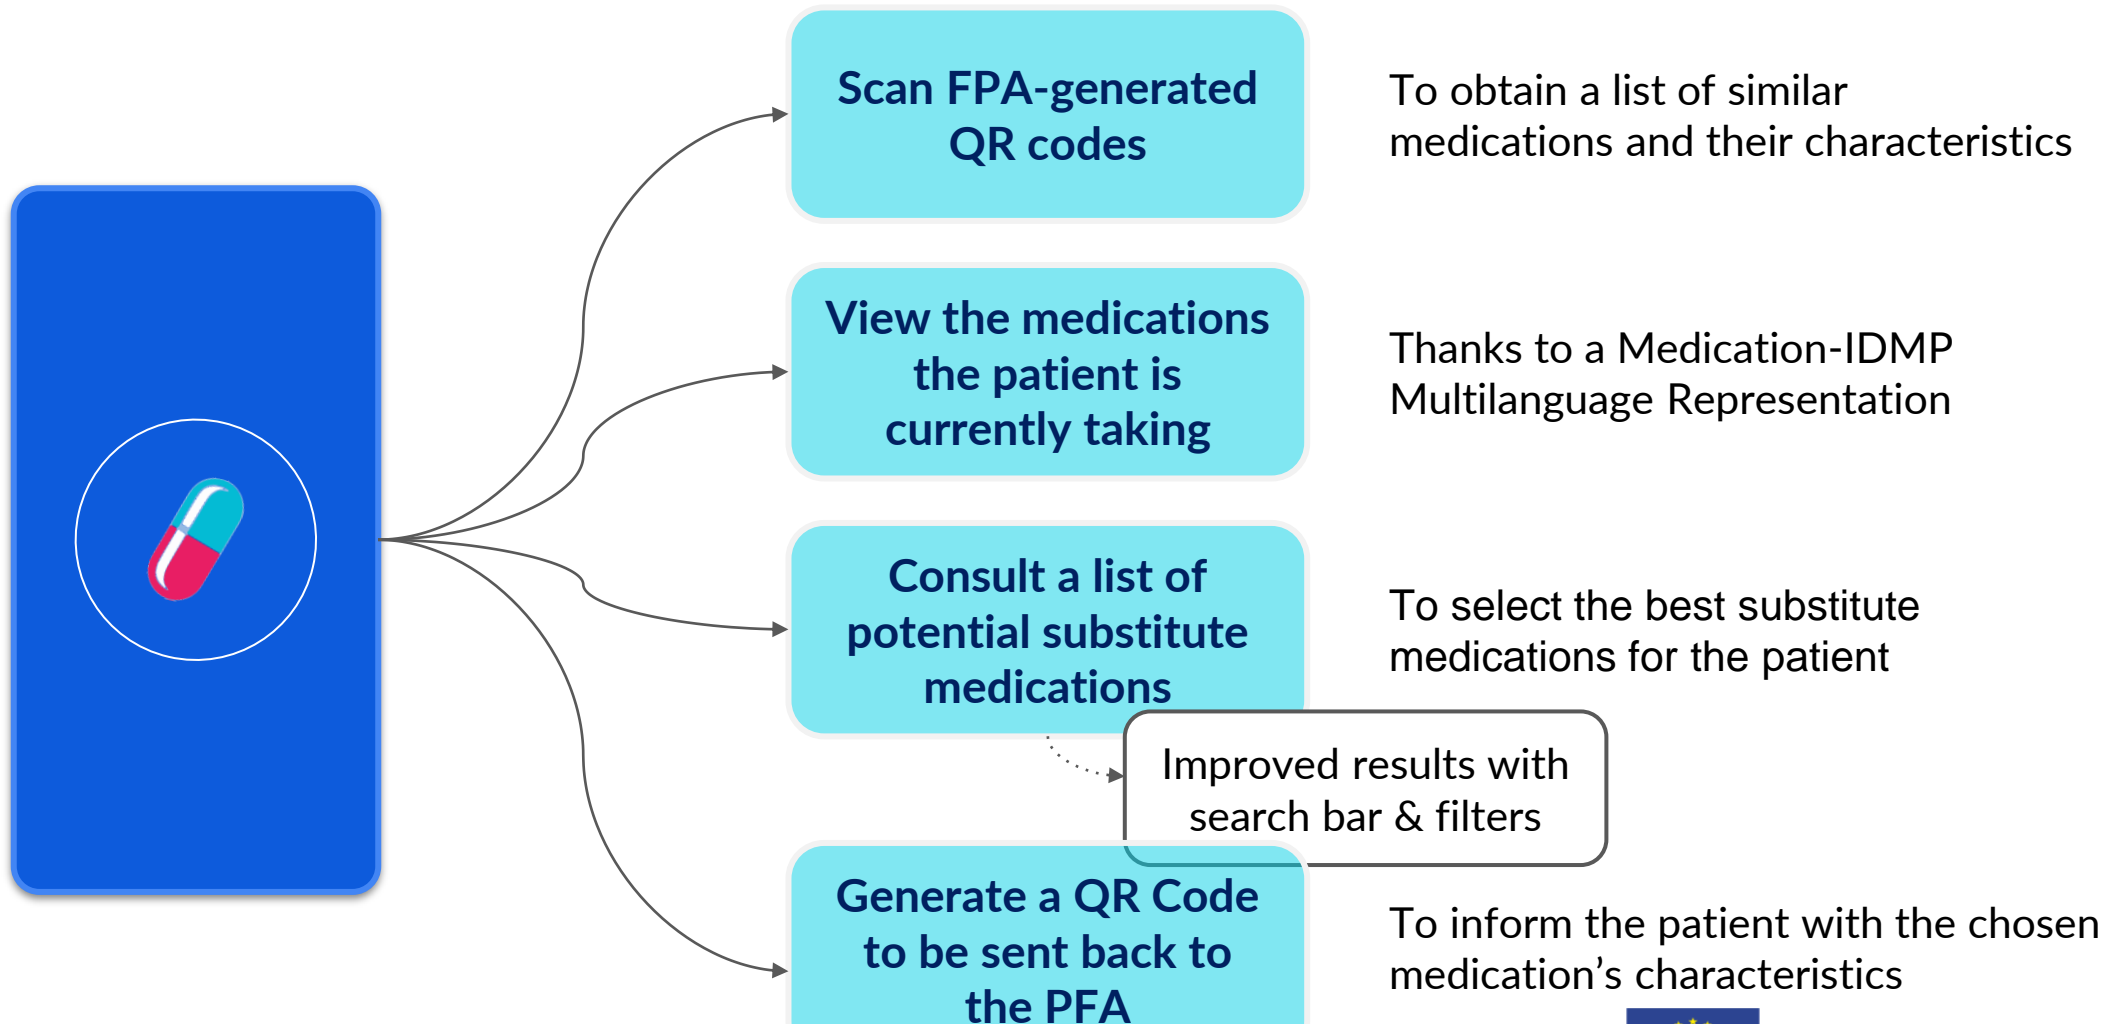 Scan FPA-generated
QR codes
To obtain a list of similar
medications and their characteristics
View the medications
the patient is
currently taking
Thanks to a Medication-IDMP
Multilanguage Representation
Consult a list of
potential substitute
medications
To select the best substitute
medications for the patient
Improved results with
search bar & filters
Generate a QR Code
to be sent back to
the PFA
To inform the patient with the chosen
medication’s characteristics